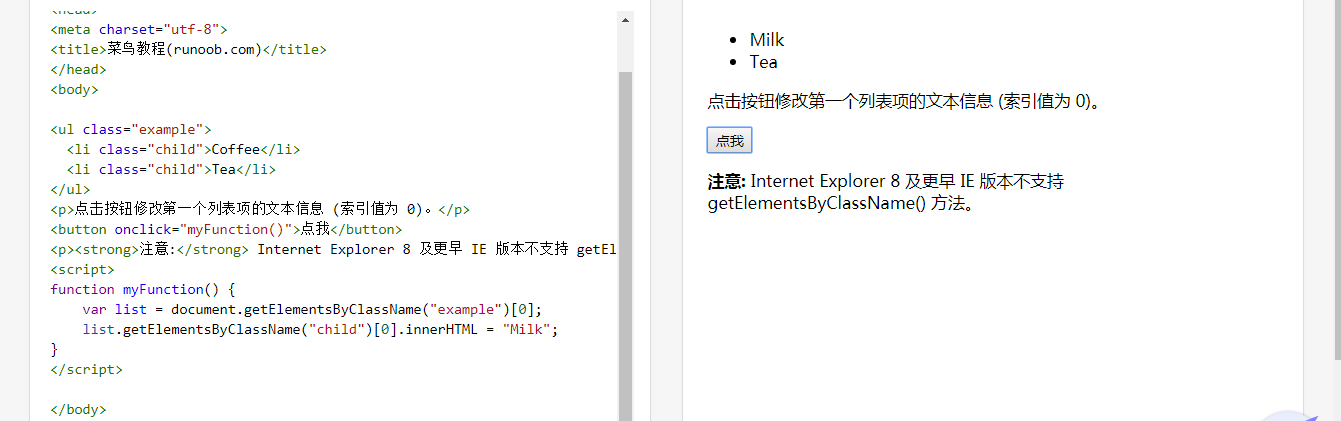 <head>
<meta charset="utf-8">
<title>菜鸟教程(runoob.com)</title>
</head>
<body>
<ul class="example">
<li class="child">Coffee</li>
<li class="child">Tea</li>
</ul>
<p>点击按钮修改第一个列表项的文本信息 (索引值为 0)。</p>
<button onclick="myFunction()">点我</button>
<p><strong>注意:</strong> Internet Explorer 8 及更早 IE 版本不支持 getEl
<script>
function myFunction() {
var list = document.getElementsByClassName("example")[0];
list.getElementsByClassName("child")[0].innerHTML = "Milk";
}
</script>
</body>
Milk
Tea
点击按钮修改第一个列表项的文本信息 (索引值为 0)。
点我
注意: Internet Explorer 8 及更早 IE 版本不支持
getElementsByClassName() 方法。